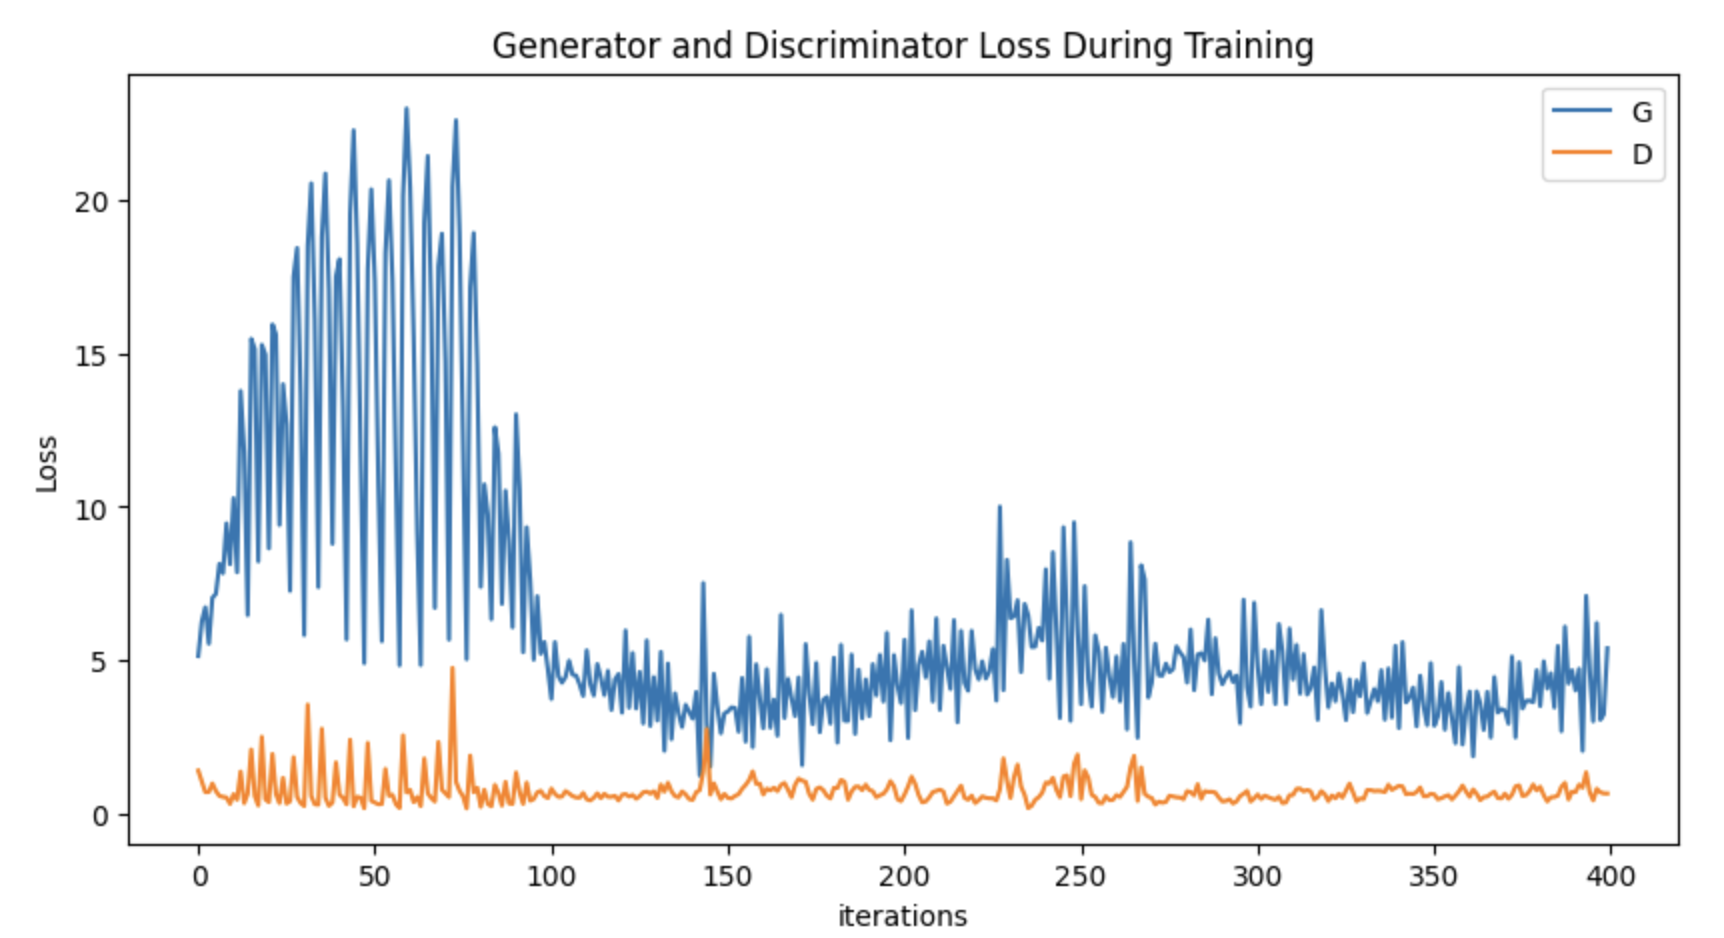 Generator and Discriminator Loss During Training
G
D
Loss
20
15
10
5
0
0 50 100 150 200 250 300 350 400
iterations